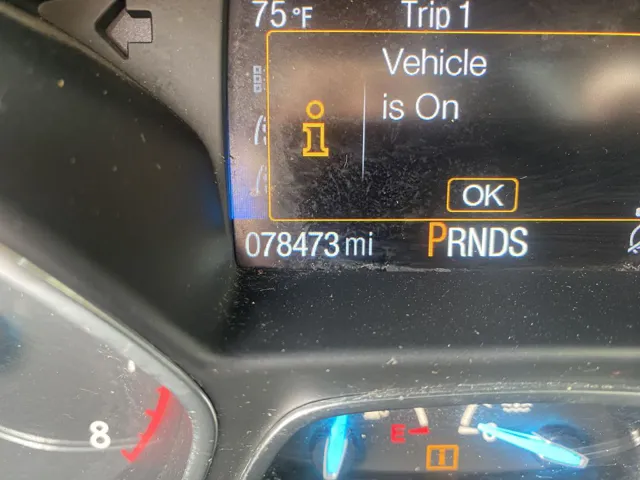 75°F Trip 1
Vehicle
is On
OK
078473 mi PRNDS
8
E